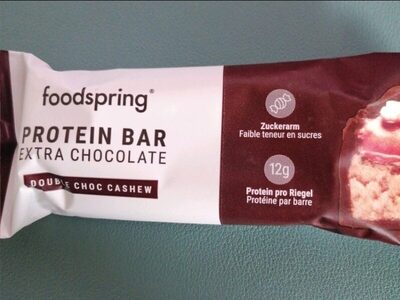 foodspring®
PROTEIN BAR
EXTRA CHOCOLATE
DOUBLE CHOC CASHEW
Zuckerarm
Faible teneur en sucres
12g
Protein pro Riegel
Protéine par barre